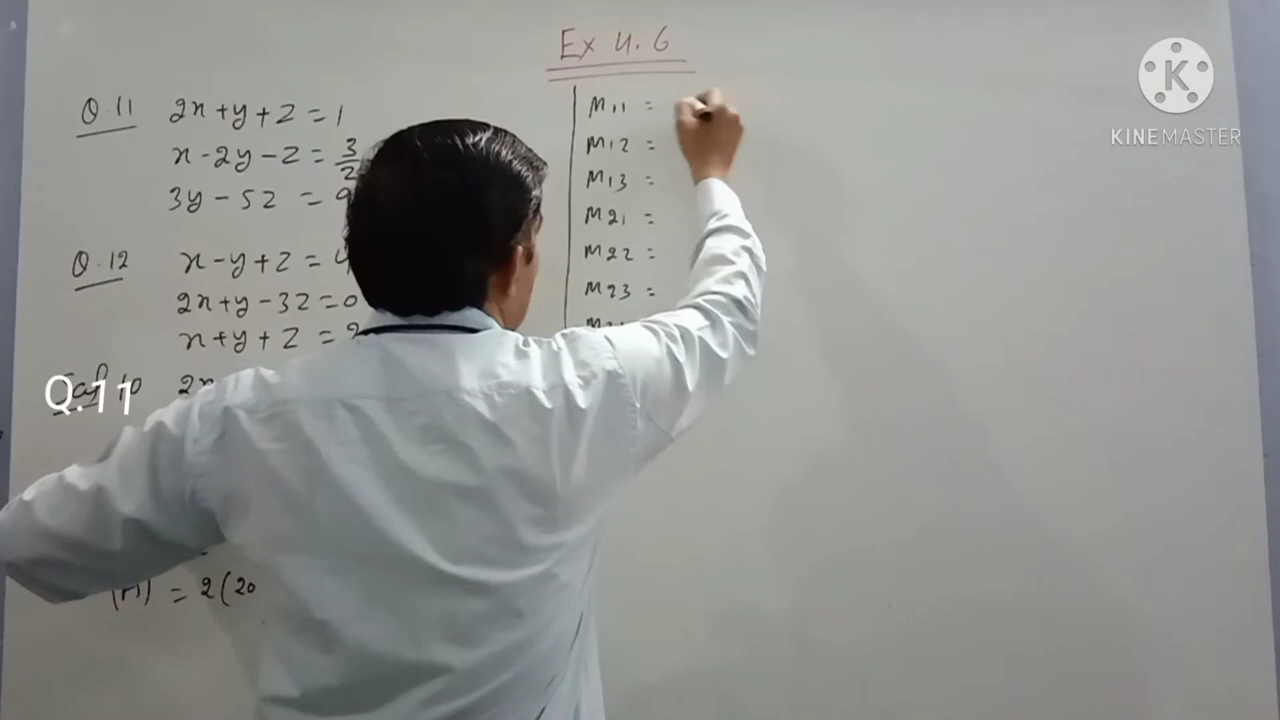 Ex 4.6
Q.11 2x+y+z=1
x-2y-z=3/2
3y-5z=9
Q.12 x-y+z=4
2x+y-3z=0
x+y+z=2
2x
Q.11
|A| = 2(20
M11 =
M12 =
M13 =
M21 =
M22 =
M23 =
KINEMASTER